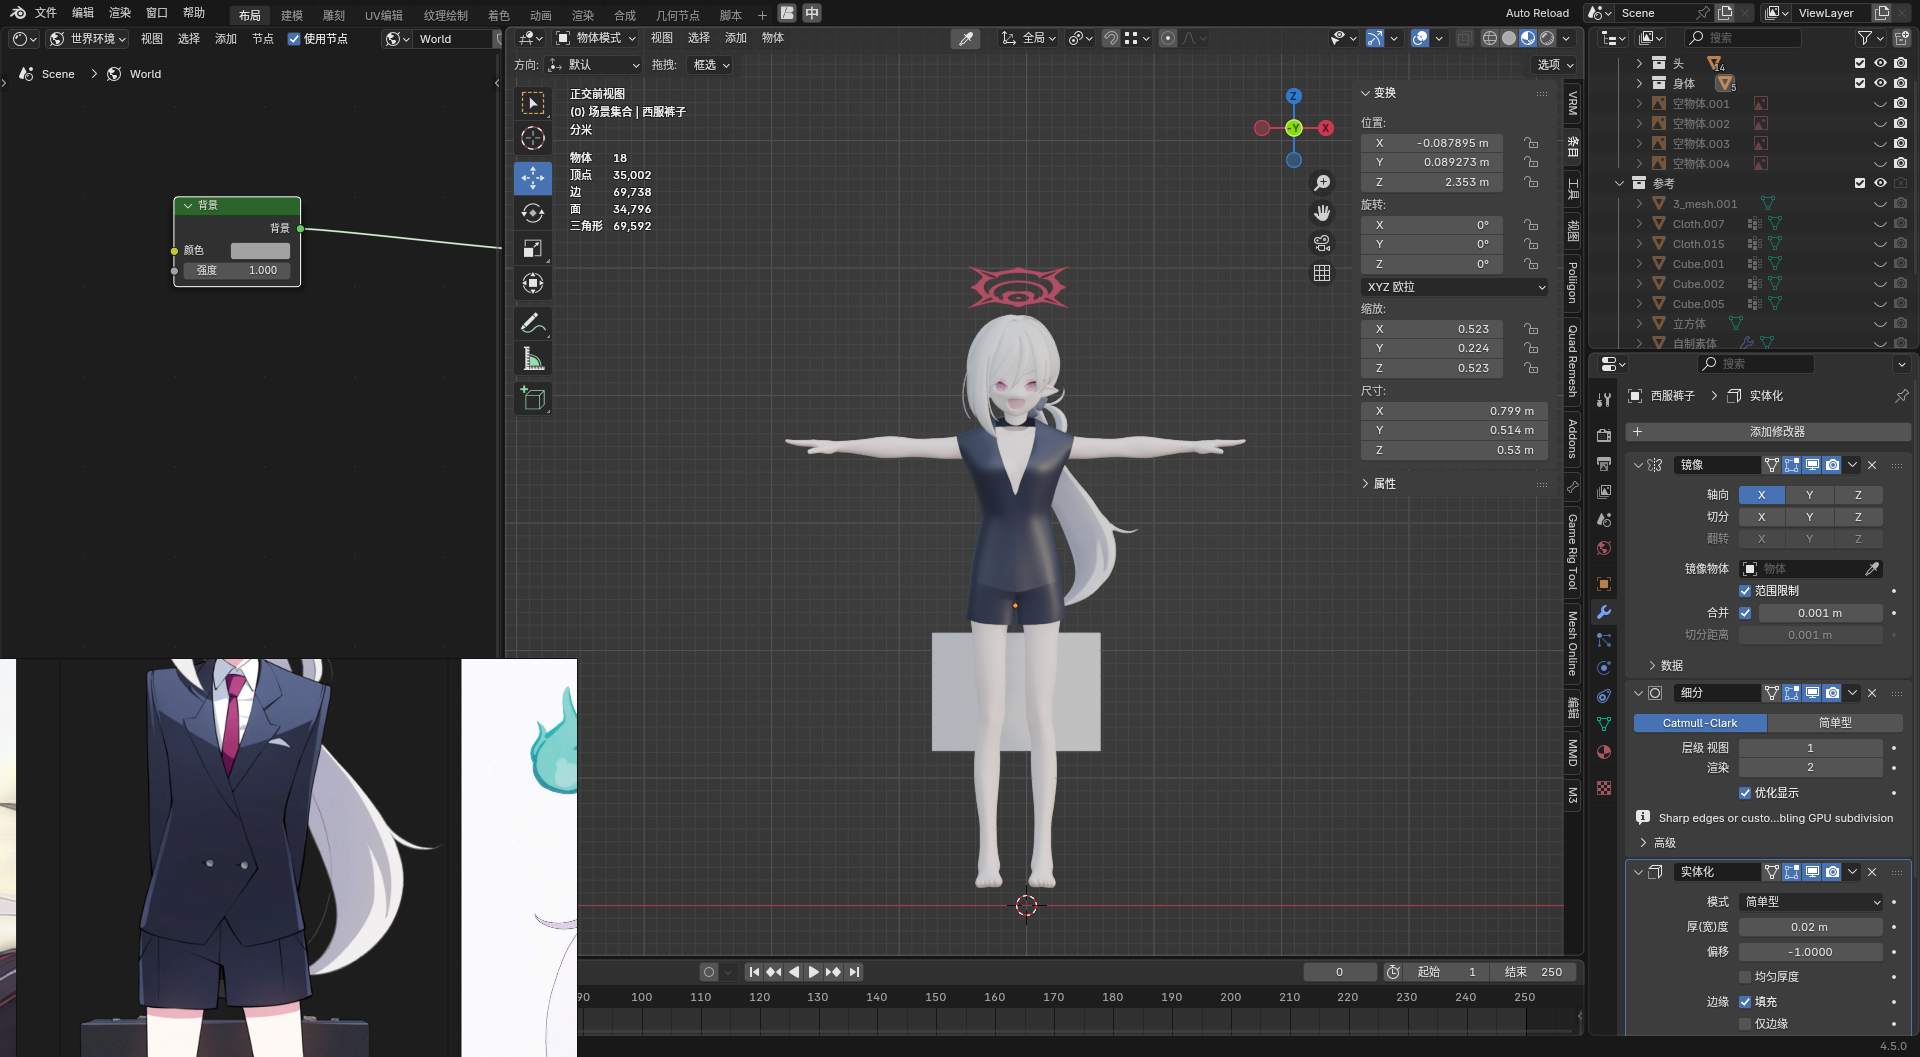 文件 编辑 渲染 窗口 帮助 布局 建模 雕刻 UV编辑 纹理绘制 着色 动画 渲染 合成 几何节点 脚本 + 中 Auto Reload Scene ViewLayer
世界环境 视图 选择 添加 节点 使用节点 World
Scene > World
背景
背景
颜色
强度 1.000
物体模式 视图 选择 添加 物体 全局
方向: 默认 拖拽: 框选 选项
正交前视图
(0) 场景集合 | 西服裤子
分米
物体 18
顶点 35,002
边 69,738
面 34,796
三角形 69,592
Z
-Y
X
变换
位置:
X -0.087895 m
Y 0.089273 m
Z 2.353 m
旋转:
X 0°
Y 0°
Z 0°
XYZ 欧拉
缩放:
X 0.523
Y 0.224
Z 0.523
尺寸:
X 0.799 m
Y 0.514 m
Z 0.53 m
属性
VRM
条目
工具
视图
Poliigon
Quad Remesh
Addons
Game Rig Tool
Mesh Online
编辑
MMD
M3
搜索
头 14
身体 5
空物体.001
空物体.002
空物体.003
空物体.004
参考
3_mesh.001
Cloth.007
Cloth.015
Cube.001
Cube.002
Cube.005
立方体
自制素体
搜索
西服裤子 > 实体化
+ 添加修改器
镜像
轴向 X Y Z
切分 X Y Z
翻转 X Y Z
镜像物体 物体
范围限制
合并 0.001 m
切分距离 0.001 m
数据
细分
Catmull-Clark 简单型
层级 视图 1
渲染 2
优化显示
Sharp edges or custo...bling GPU subdivision
高级
实体化
模式 简单型
厚(宽)度 0.02 m
偏移 -1.0000
均匀厚度
边缘 填充
仅边缘
0 起始 1 结束 250
90 100 110 120 130 140 150 160 170 180 190 200 210 220 230 240 250
4.5.0